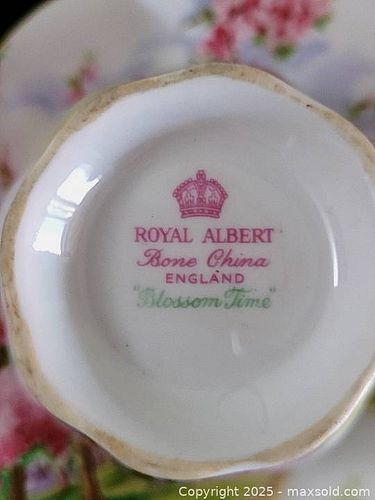 ROYAL ALBERT
Bone China
ENGLAND
"Blossom Time"
Copyright © 2025 - maxsold.com